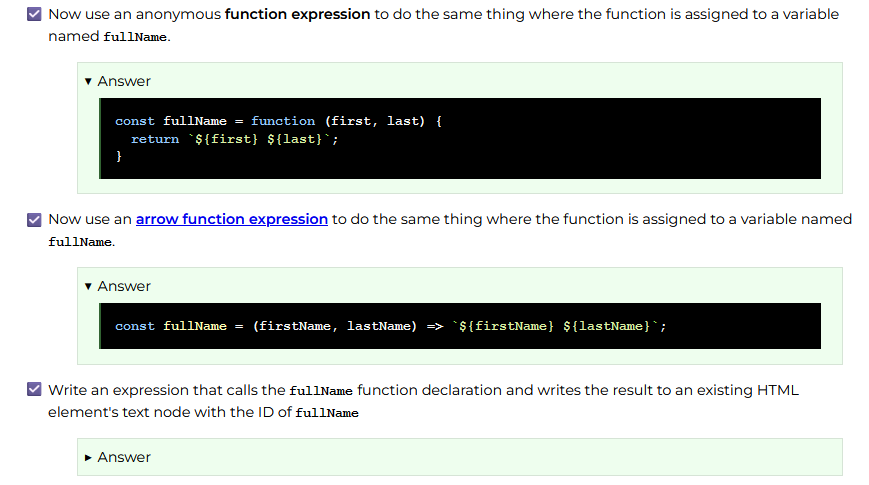 Now use an anonymous function expression to do the same thing where the function is assigned to a variable
named fullName.
▾ Answer
const fullName = function (first, last) {
  return `${first} ${last}`;
}
Now use an arrow function expression to do the same thing where the function is assigned to a variable named
fullName.
▾ Answer
const fullName = (firstName, lastName) => `${firstName} ${lastName}`;
Write an expression that calls the fullName function declaration and writes the result to an existing HTML
element's text node with the ID of fullName
▸ Answer